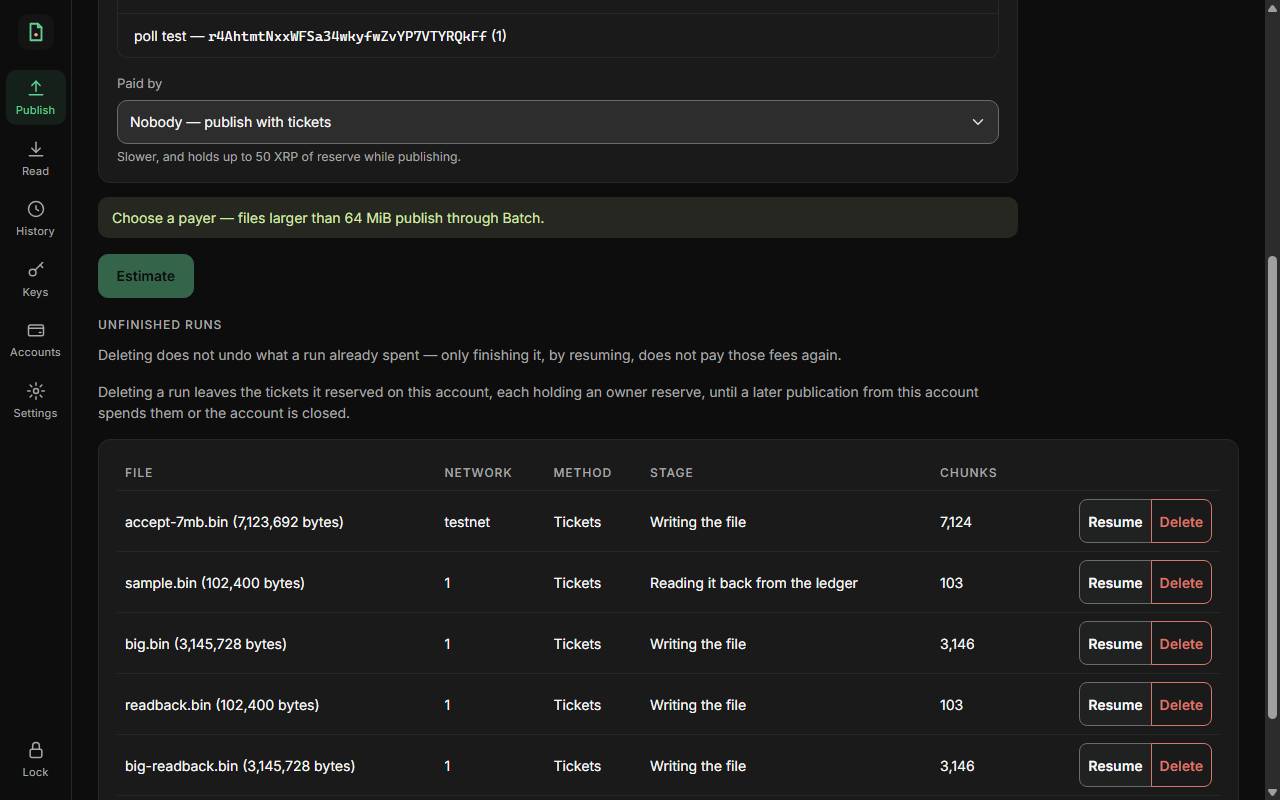 poll test — r4AhtmtNxxWFSa34wkyfwZvYP7VTYRQkFf (1)
Paid by
Nobody — publish with tickets
Slower, and holds up to 50 XRP of reserve while publishing.
Choose a payer — files larger than 64 MiB publish through Batch.
Estimate
UNFINISHED RUNS
Deleting does not undo what a run already spent — only finishing it, by resuming, does not pay those fees again.
Deleting a run leaves the tickets it reserved on this account, each holding an owner reserve, until a later publication from this account
spends them or the account is closed.
FILE NETWORK METHOD STAGE CHUNKS
accept-7mb.bin (7,123,692 bytes) testnet Tickets Writing the file 7,124 Resume Delete
sample.bin (102,400 bytes) 1 Tickets Reading it back from the ledger 103 Resume Delete
big.bin (3,145,728 bytes) 1 Tickets Writing the file 3,146 Resume Delete
readback.bin (102,400 bytes) 1 Tickets Writing the file 103 Resume Delete
big-readback.bin (3,145,728 bytes) 1 Tickets Writing the file 3,146 Resume Delete
Publish
Read
History
Keys
Accounts
Settings
Lock